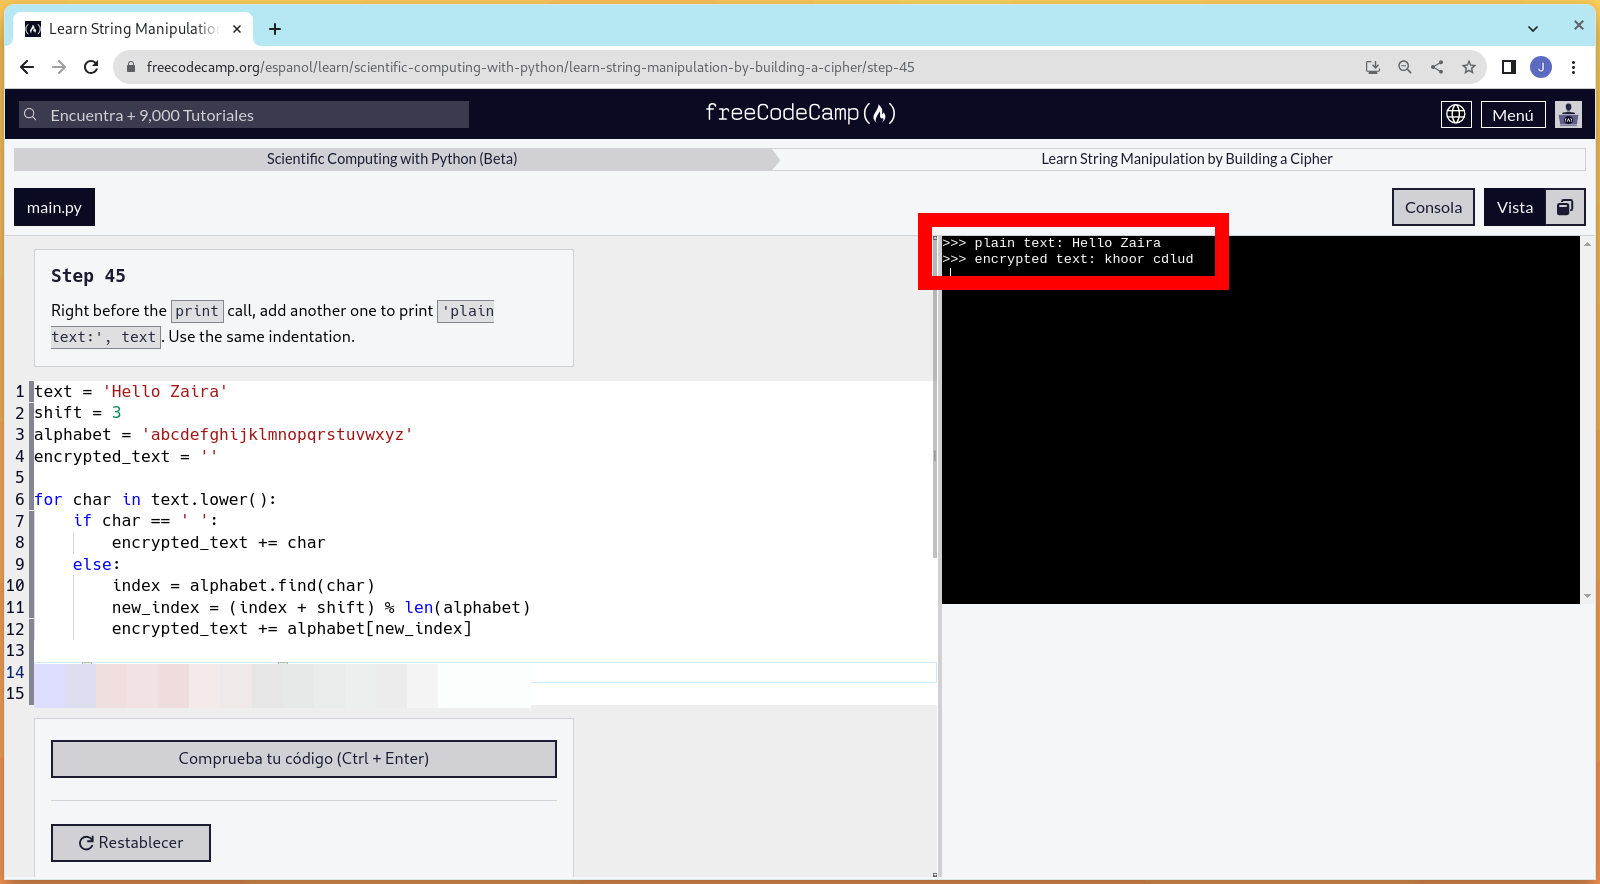 Learn String Manipulatio
freecodecamp.org/espanol/learn/scientific-computing-with-python/learn-string-manipulation-by-building-a-cipher/step-45
J
Encuentra + 9,000 Tutoriales
freeCodeCamp
Menú
Scientific Computing with Python (Beta)
Learn String Manipulation by Building a Cipher
main.py
Consola
Vista
Step 45
Right before the print call, add another one to print 'plain
text:', text. Use the same indentation.
1 text = 'Hello Zaira'
2 shift = 3
3 alphabet = 'abcdefghijklmnopqrstuvwxyz'
4 encrypted_text = ''
5
6 for char in text.lower():
7     if char == ' ':
8         encrypted_text += char
9     else:
10         index = alphabet.find(char)
11         new_index = (index + shift) % len(alphabet)
12         encrypted_text += alphabet[new_index]
13
14
15
>>> plain text: Hello Zaira
>>> encrypted text: khoor cdlud
Comprueba tu código (Ctrl + Enter)
Restablecer